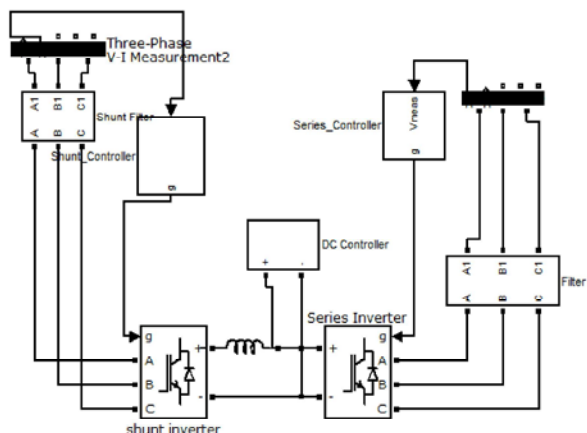 Three-Phase
V-I Measurement2
A1
B1
C1
Shunt Filter
A
B
C
Shunt_Controller
g
Series_Controller
Vmeas
g
DC Controller
+
-
A1
B1
C1
Filter
A
B
C
Series Inverter
g
A
B
C
+
-
shunt inverter
+
-
g
A
B
C